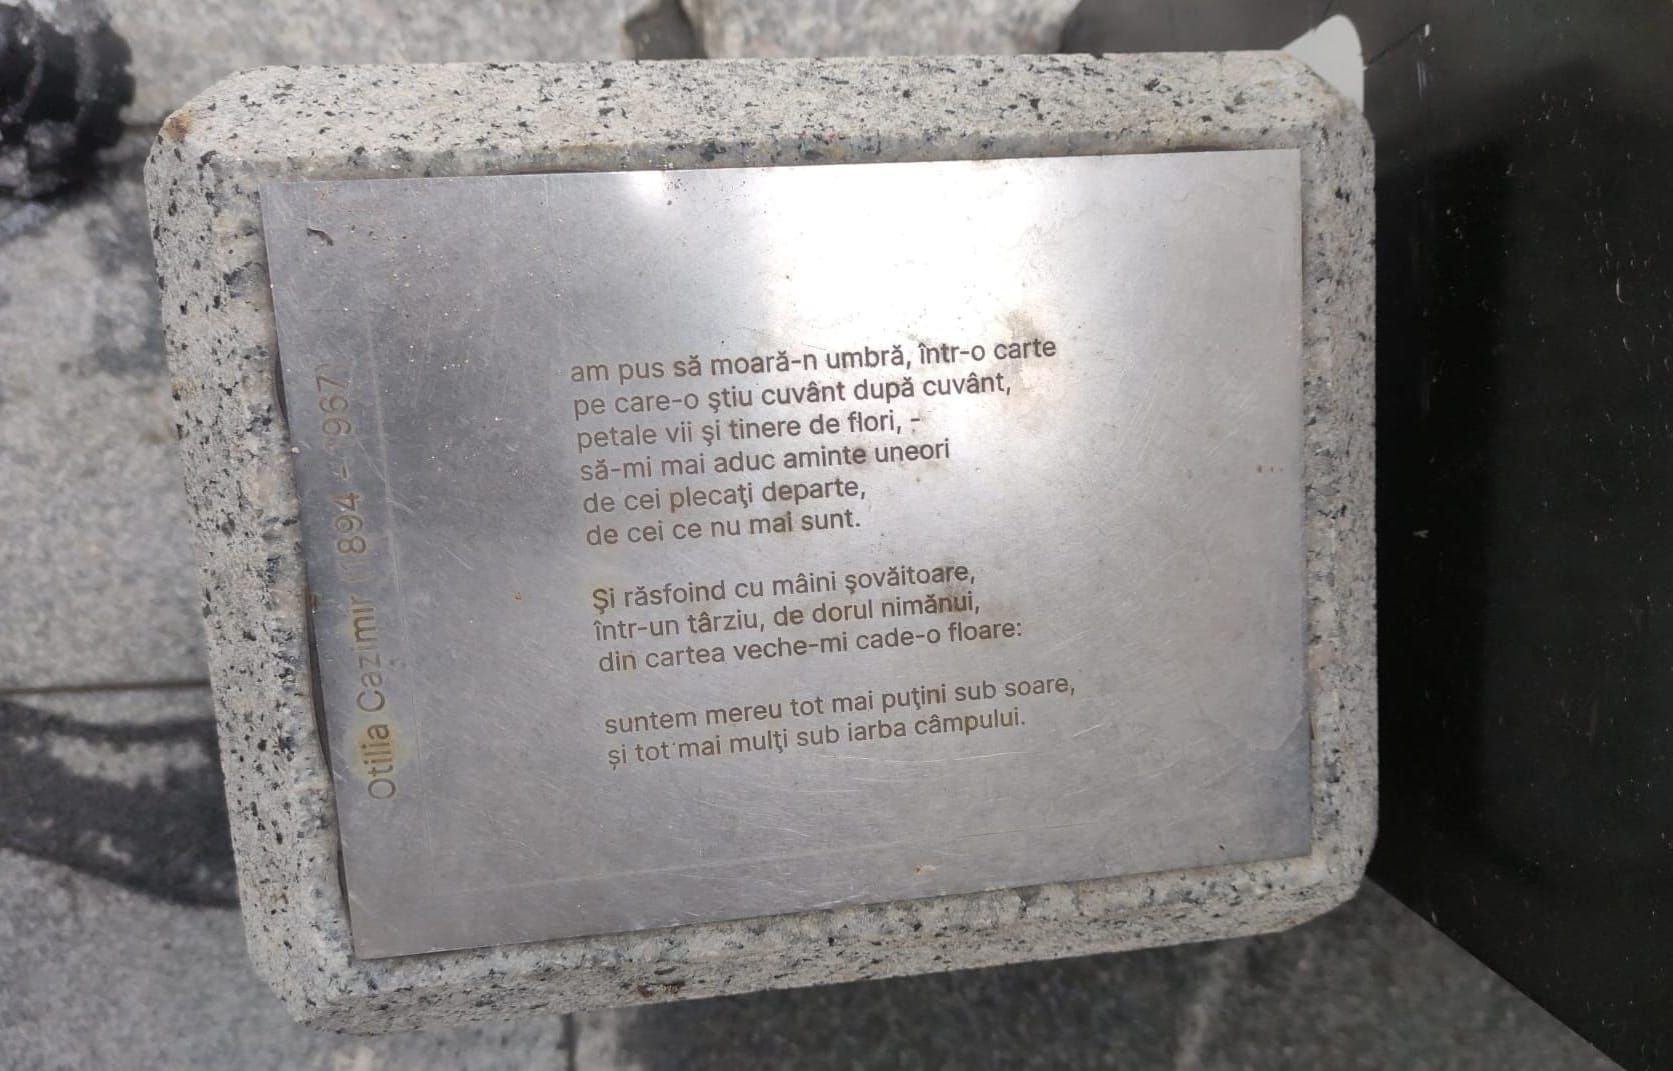 Otilia Cazimir (1894 - 1967)
am pus să moară-n umbră, într-o carte
pe care-o ştiu cuvânt după cuvânt,
petale vii şi tinere de flori, -
să-mi mai aduc aminte uneori
de cei plecaţi departe,
de cei ce nu mai sunt.
Şi răsfoind cu mâini şovăitoare,
într-un târziu, de dorul nimănui,
din cartea veche-mi cade-o floare:
suntem mereu tot mai puţini sub soare,
şi tot mai mulţi sub iarba câmpului.